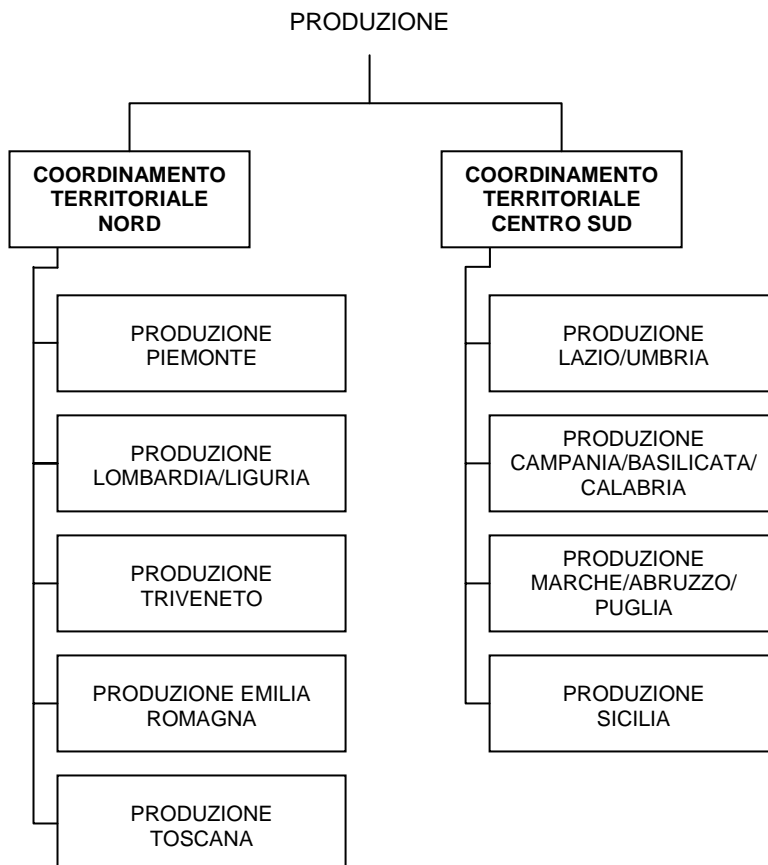 PRODUZIONE
COORDINAMENTO
TERRITORIALE
NORD
PRODUZIONE
PIEMONTE
PRODUZIONE
LOMBARDIA/LIGURIA
PRODUZIONE
TRIVENETO
PRODUZIONE EMILIA
ROMAGNA
PRODUZIONE
TOSCANA
COORDINAMENTO
TERRITORIALE
CENTRO SUD
PRODUZIONE
LAZIO/UMBRIA
PRODUZIONE
CAMPANIA/BASILICATA/
CALABRIA
PRODUZIONE
MARCHE/ABRUZZO/
PUGLIA
PRODUZIONE
SICILIA